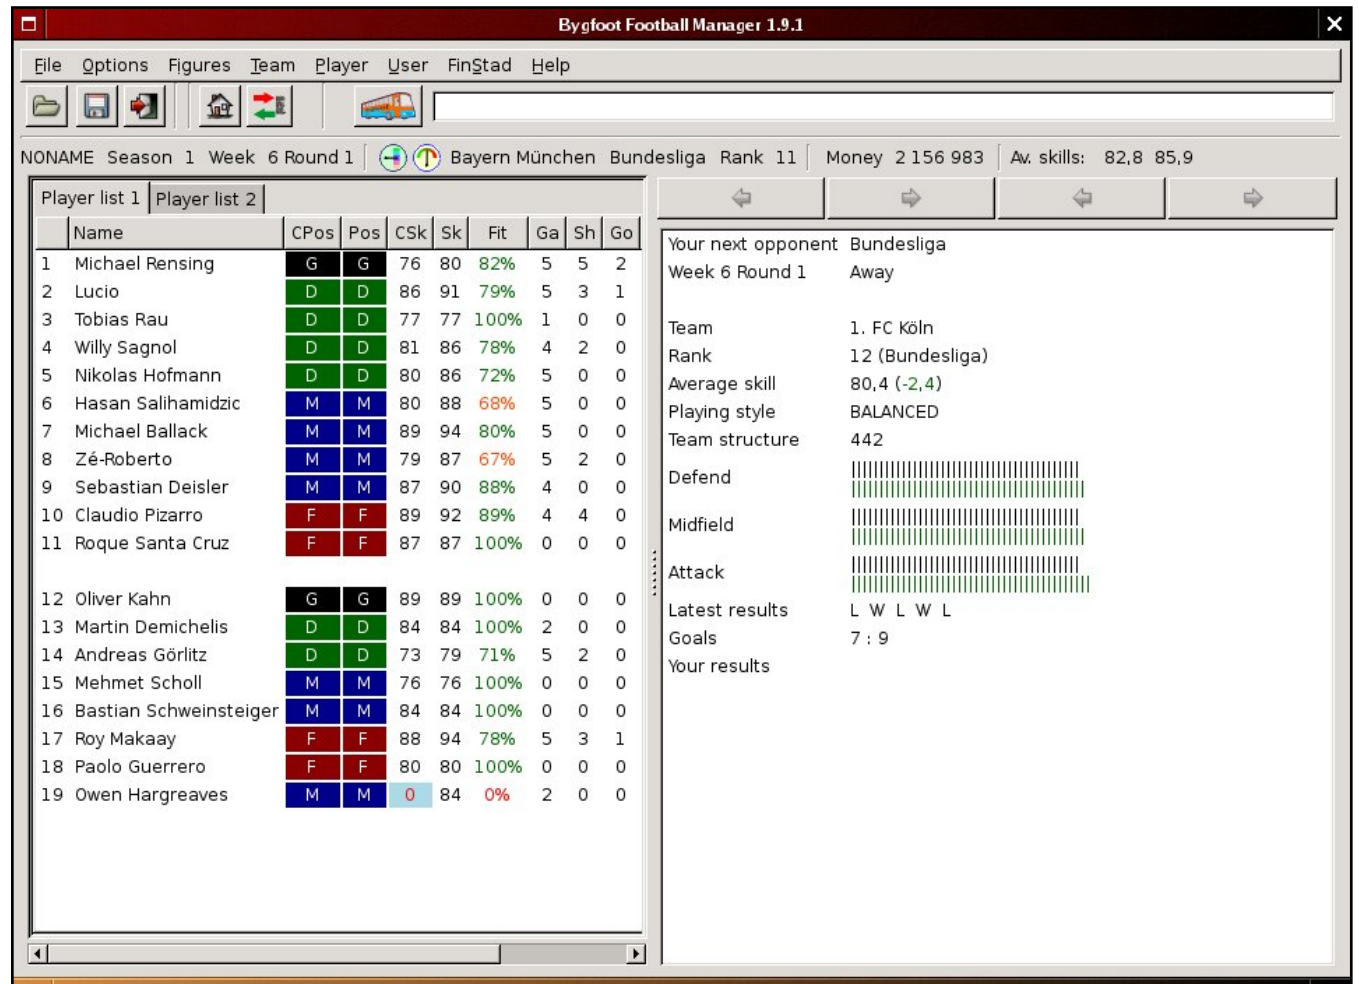 Bygfoot Football Manager 1.9.1
File Options Figures Team Player User FinStad Help
NONAME Season 1 Week 6 Round 1 Bayern München Bundesliga Rank 11 Money 2 156 983 Av. skills: 82,8 85,9
Player list 1 Player list 2
Name CPos Pos CSk Sk Fit Ga Sh Go
1 Michael Rensing G G 76 80 82% 5 5 2
2 Lucio D D 86 91 79% 5 3 1
3 Tobias Rau D D 77 77 100% 1 0 0
4 Willy Sagnol D D 81 86 78% 4 2 0
5 Nikolas Hofmann D D 80 86 72% 5 0 0
6 Hasan Salihamidzic M M 80 88 68% 5 0 0
7 Michael Ballack M M 89 94 80% 5 0 0
8 Zé-Roberto M M 79 87 67% 5 2 0
9 Sebastian Deisler M M 87 90 88% 4 0 0
10 Claudio Pizarro F F 89 92 89% 4 4 0
11 Roque Santa Cruz F F 87 87 100% 0 0 0
12 Oliver Kahn G G 89 89 100% 0 0 0
13 Martin Demichelis D D 84 84 100% 2 0 0
14 Andreas Görlitz D D 73 79 71% 5 2 0
15 Mehmet Scholl M M 76 76 100% 0 0 0
16 Bastian Schweinsteiger M M 84 84 100% 0 0 0
17 Roy Makaay F F 88 94 78% 5 3 1
18 Paolo Guerrero F F 80 80 100% 0 0 0
19 Owen Hargreaves M M 0 84 0% 2 0 0
Your next opponent Bundesliga
Week 6 Round 1 Away
Team 1. FC Köln
Rank 12 (Bundesliga)
Average skill 80,4 (-2,4)
Playing style BALANCED
Team structure 442
Defend
Midfield
Attack
Latest results L W L W L
Goals 7 : 9
Your results